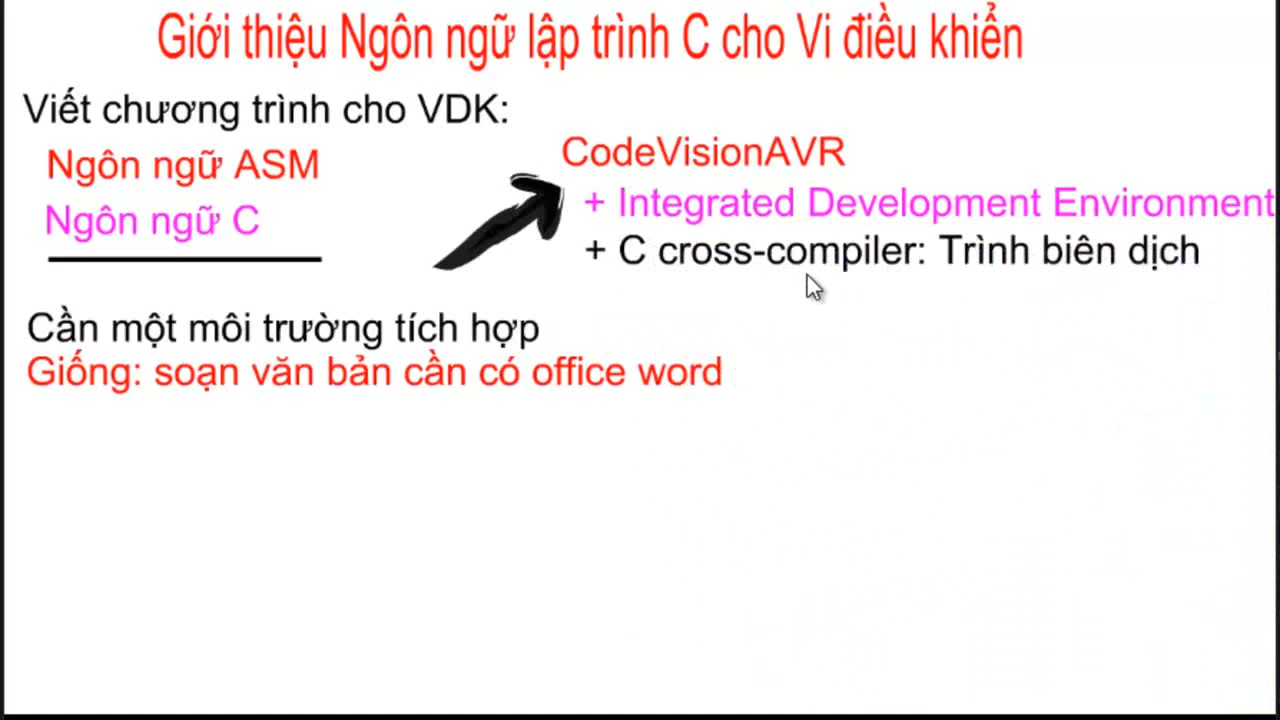 Giới thiệu Ngôn ngữ lập trình C cho Vi điều khiển
Viết chương trình cho VDK:
Ngôn ngữ ASM
Ngôn ngữ C
CodeVisionAVR
+ Integrated Development Environment
+ C cross-compiler: Trình biên dịch
Cần một môi trường tích hợp
Giống: soạn văn bản cần có office word